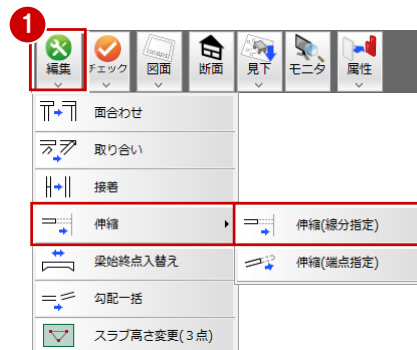 1
編集 チェック 図面 断面 見下 モニタ 属性
面合わせ
取り合い
接着
伸縮 伸縮(線分指定)
梁始終点入替え 伸縮(端点指定)
勾配一括
スラブ高さ変更(3点)